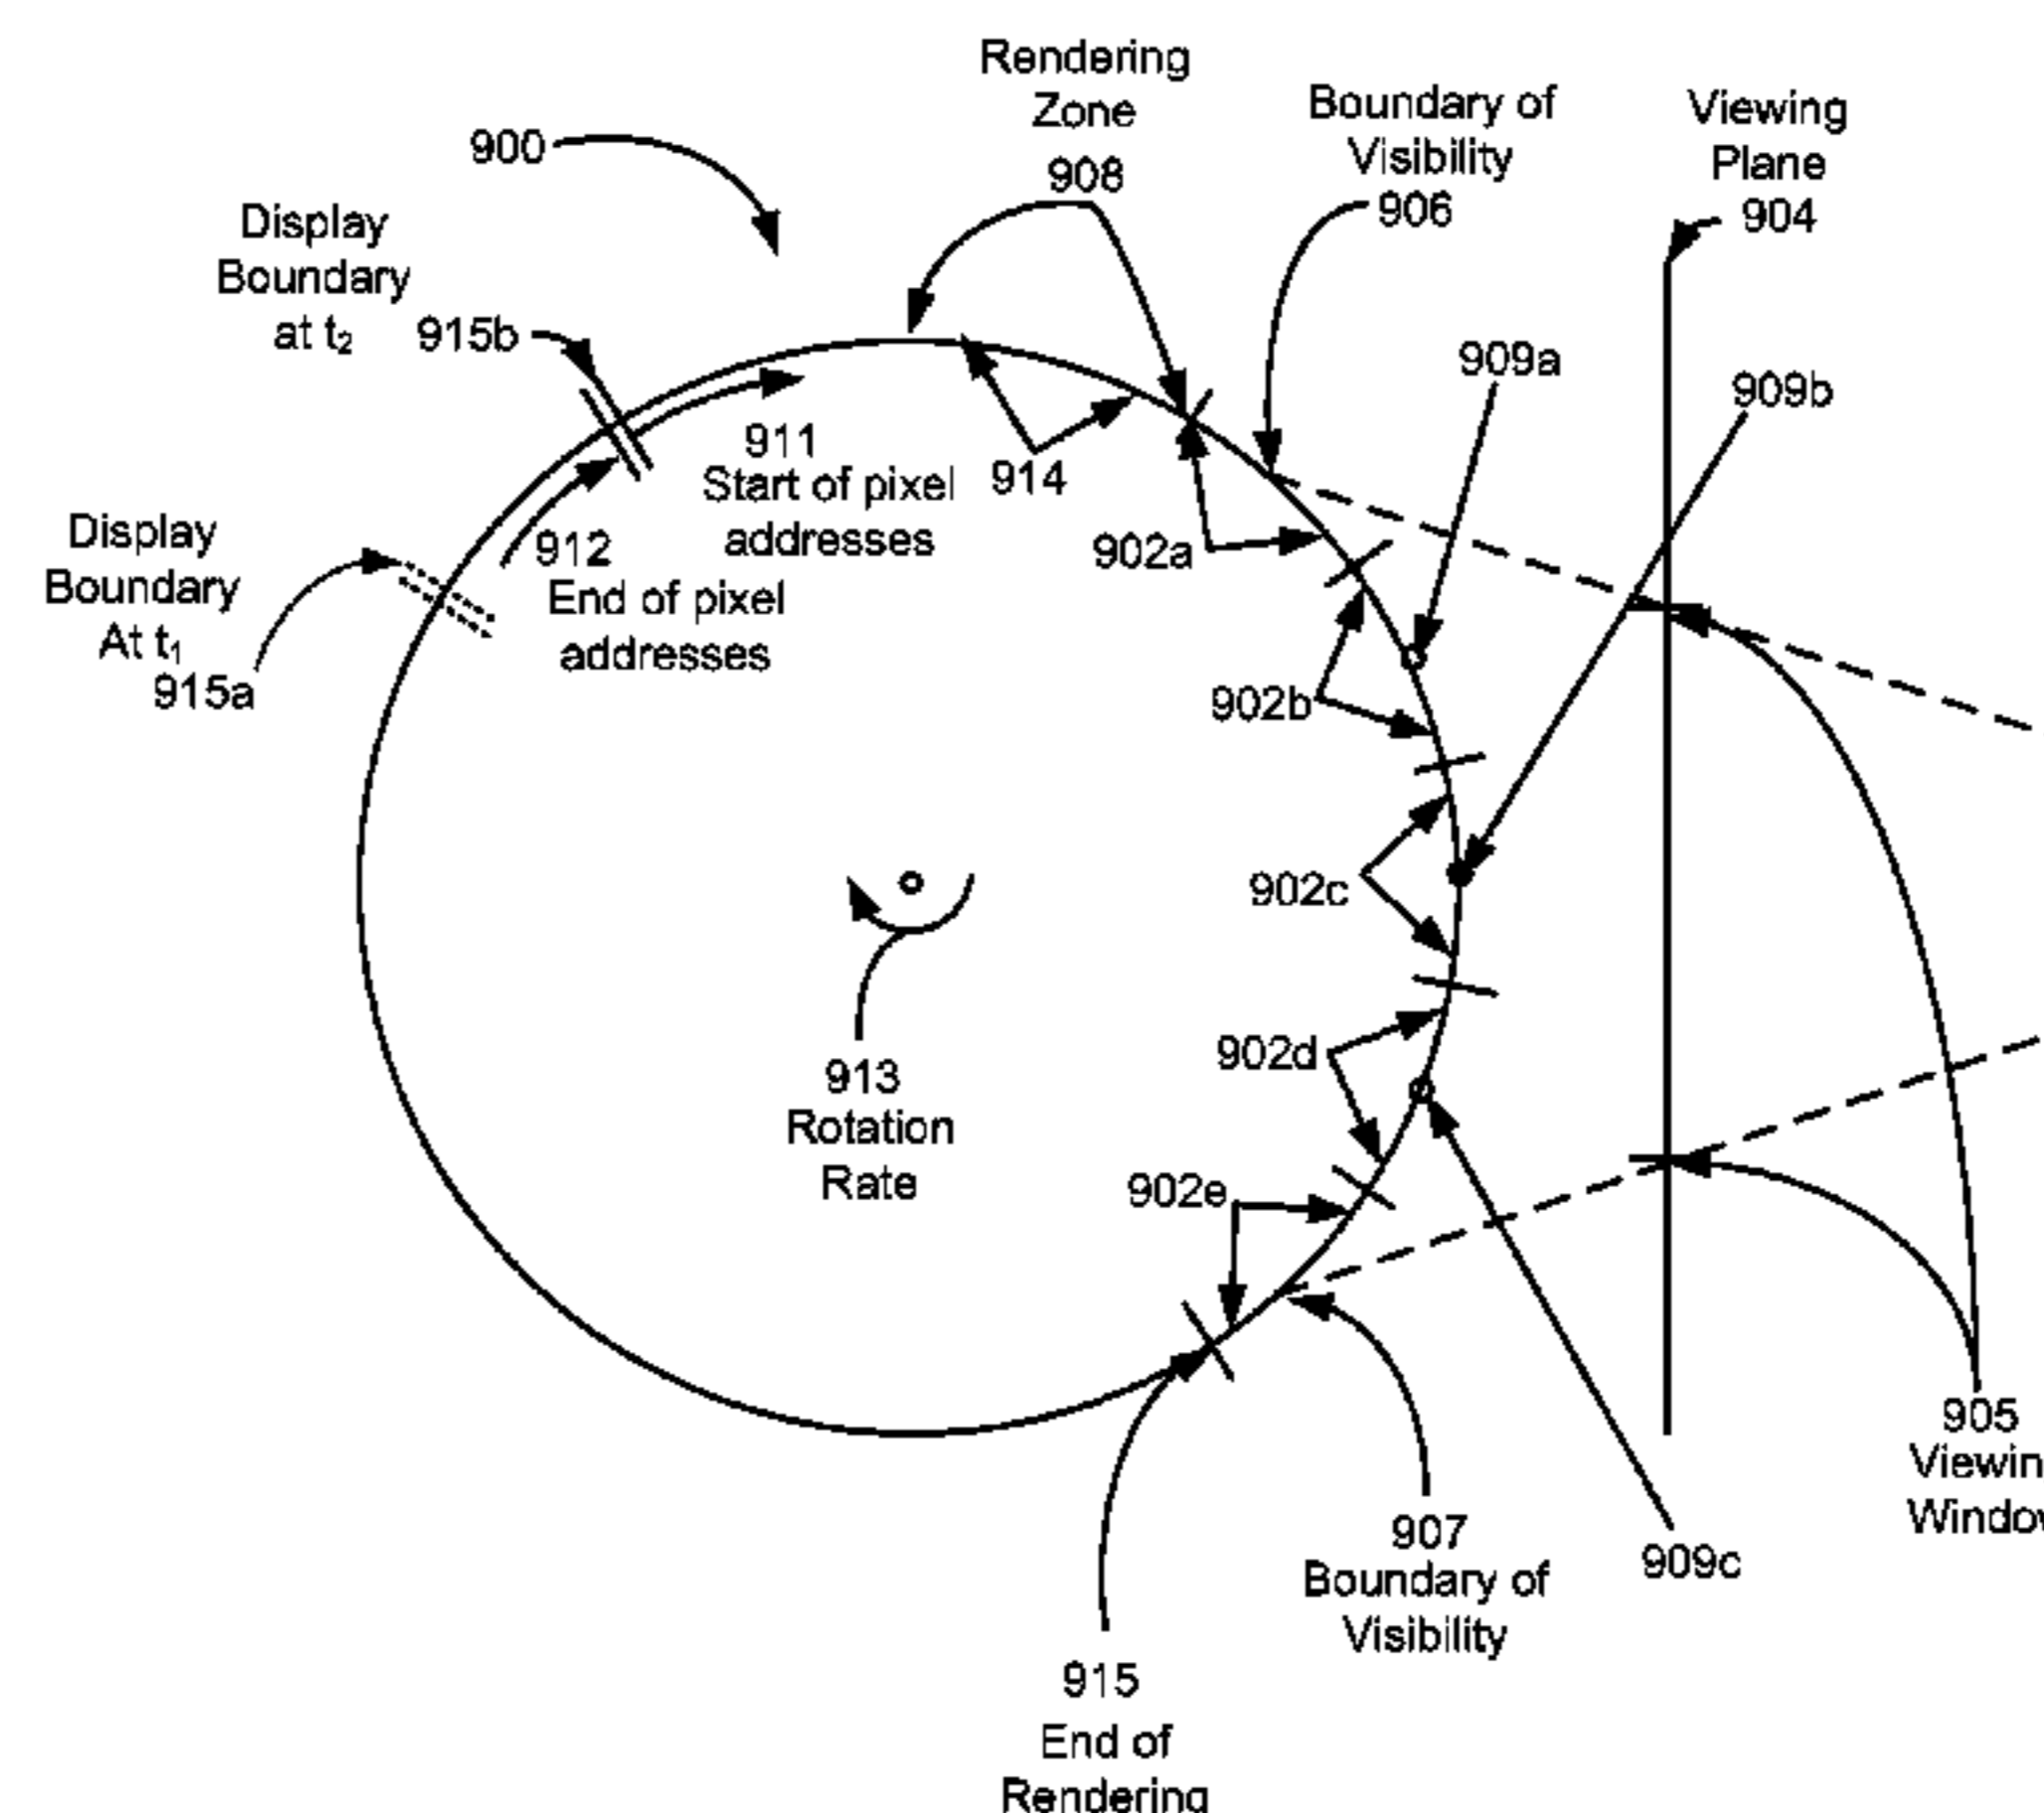 Rendering
Zone
908
Boundary of
Visibility
906
Viewing
Plane
904
900
Display
Boundary
at t2
915b
909a
909b
911
Start of pixel
addresses
914
902a
Display
Boundary
At t1
915a
912
End of pixel
addresses
902b
902c
913
Rotation
Rate
902d
902e
905
Viewin
Window
907
Boundary of
Visibility
909c
915
End of
Rendering